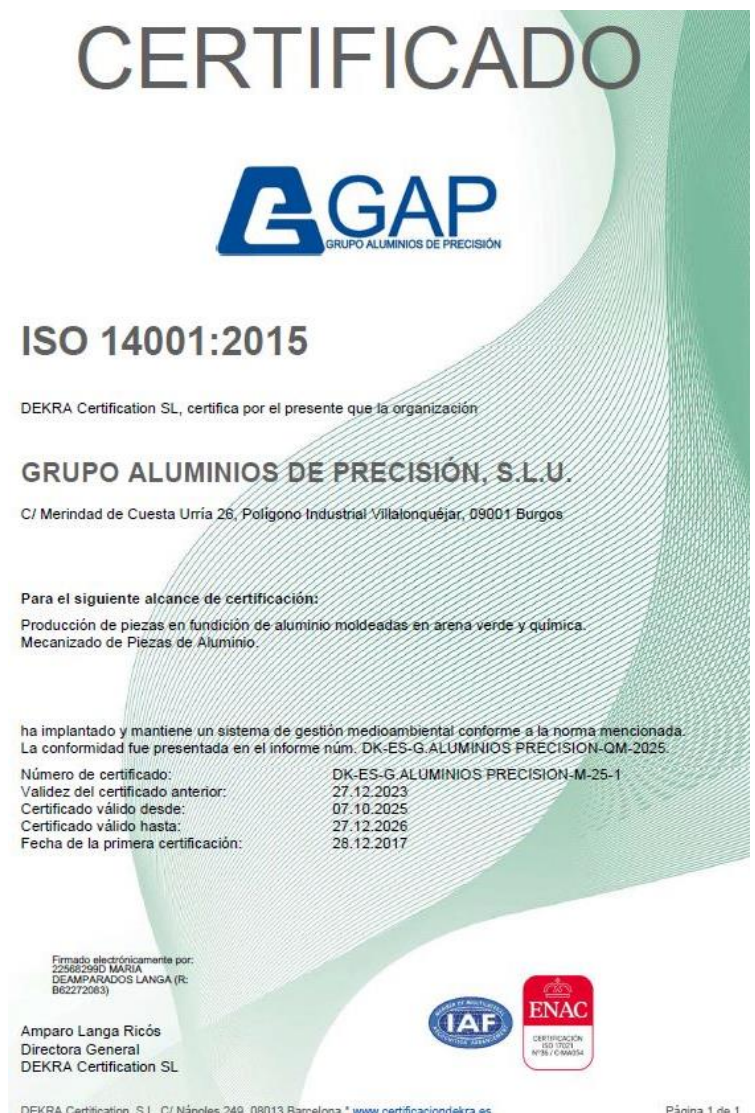 CERTIFICADO
GAP
GRUPO ALUMINIOS DE PRECISIÓN
ISO 14001:2015
DEKRA Certification SL, certifica por el presente que la organización
GRUPO ALUMINIOS DE PRECISIÓN, S.L.U.
C/ Merindad de Cuesta Urría 26, Poligono Industrial Villalonquéjar, 09001 Burgos
Para el siguiente alcance de certificación:
Producción de piezas en fundición de aluminio moldeadas en arena verde y química.
Mecanizado de Piezas de Aluminio.
ha implantado y mantiene un sistema de gestión medioambiental conforme a la norma mencionada.
La conformidad fue presentada en el informe núm. DK-ES-G.ALUMINIOS PRECISION-QM-2025.
Número de certificado: DK-ES-G.ALUMINIOS PRECISION-M-25-1
Validez del certificado anterior: 27.12.2023
Certificado válido desde: 07.10.2025
Certificado válido hasta: 27.12.2026
Fecha de la primera certificación: 28.12.2017
Firmado electrónicamente por:
22568299D MARIA
DEAMPARADOS LANGA (R:
B62272083)
Amparo Langa Ricós
Directora General
DEKRA Certification SL
IAF
ENAC
CERTIFICACIÓN
ISO 17021
DEKRA Certification, S.L. C/ Nápoles 249, 08013 Barcelona * www.certificaciondekra.es Página 1 de 1